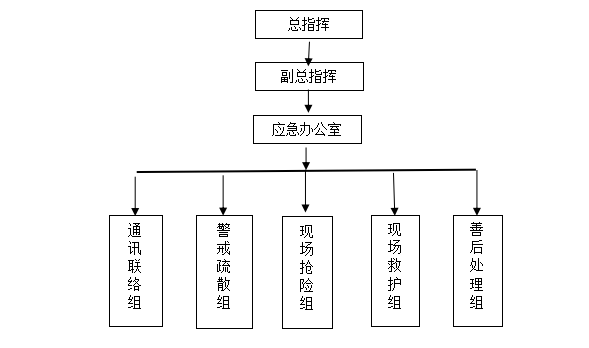 总指挥
副总指挥
应急办公室
通讯联络组
警戒疏散组
现场抢险组
现场救护组
善后处理组